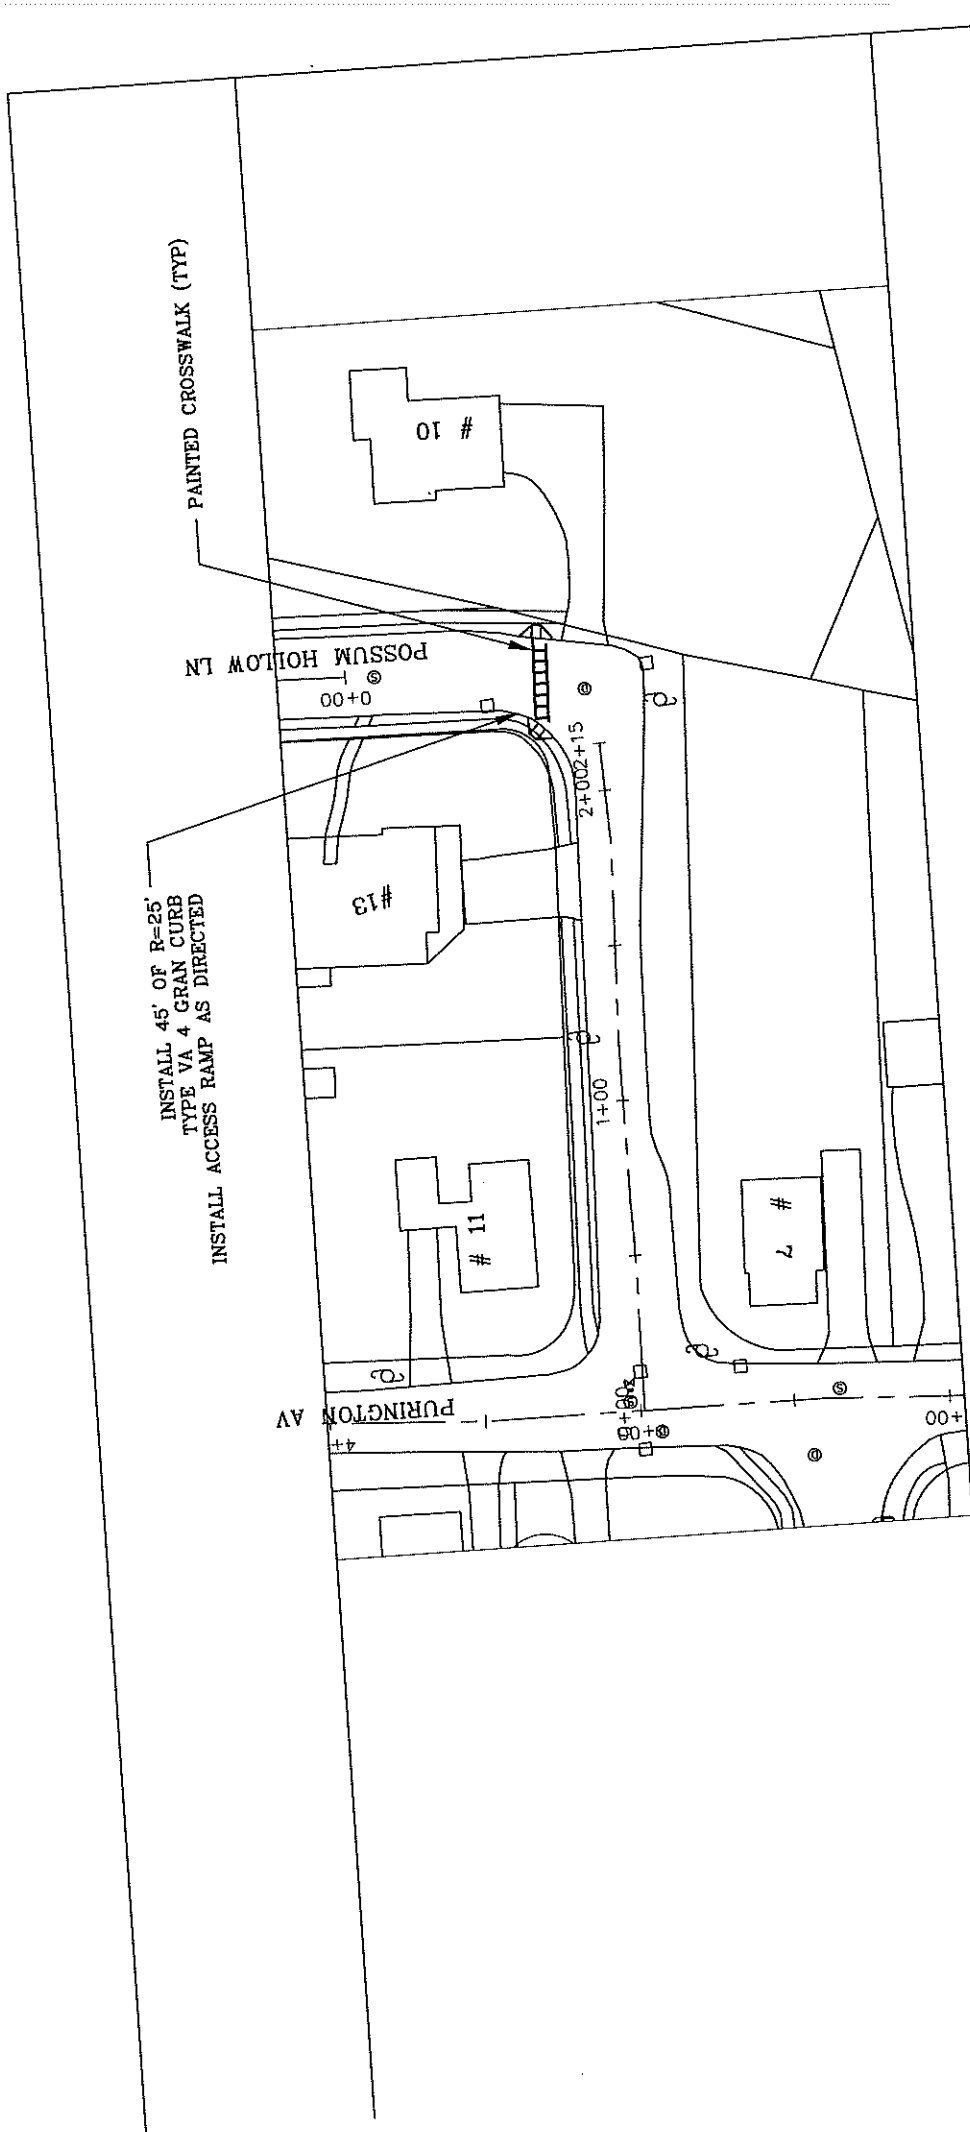 PAINTED CROSSWALK (TYP)
# 10
POSSUM HOLLOW LN
S
0+00
D
2+15
2+00
#13
INSTALL 45' OF R=25'
TYPE VA 4 GRAN CURB
INSTALL ACCESS RAMP AS DIRECTED
1+00
# 11
# 7
PURINGTON AV
S
+00
4+
D